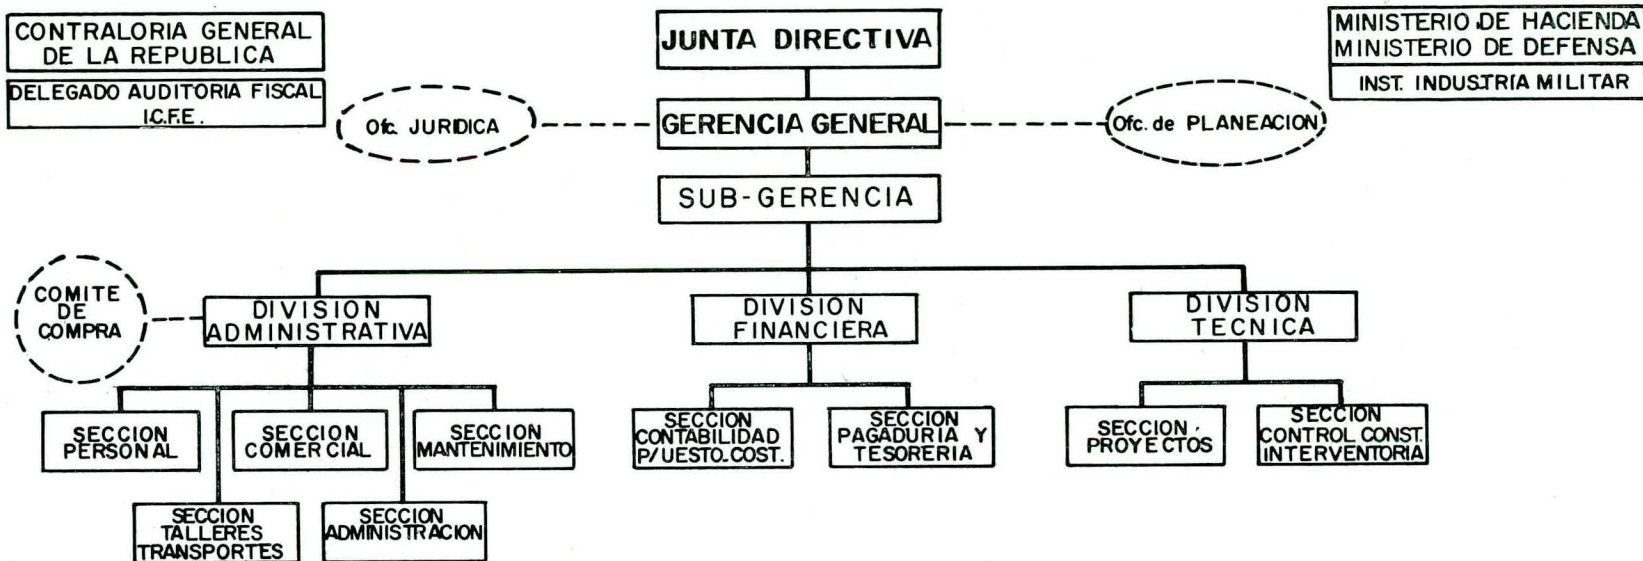 CONTRALORIA GENERAL
DE LA REPUBLICA
DELEGADO AUDITORIA FISCAL
I.C.F.E.
JUNTA DIRECTIVA
MINISTERIO DE HACIENDA
MINISTERIO DE DEFENSA
INST. INDUSTRIA MILITAR
Ofc. JURIDICA
GERENCIA GENERAL
Ofc. de PLANEACION
SUB-GERENCIA
COMITE
DE
COMPRA
DIVISION
ADMINISTRATIVA
DIVISION
FINANCIERA
DIVISION
TECNICA
SECCION
PERSONAL
SECCION
COMERCIAL
SECCION
MANTENIMIENTO
SECCION
CONTABILIDAD
P/UESTO-COST.
SECCION
PAGADURIA Y
TESORERIA
SECCION
PROYECTOS
SECCION
CONTROL CONST.
INTERVENTORIA
SECCION
TALLERES
TRANSPORTES
SECCION
ADMINISTRACION